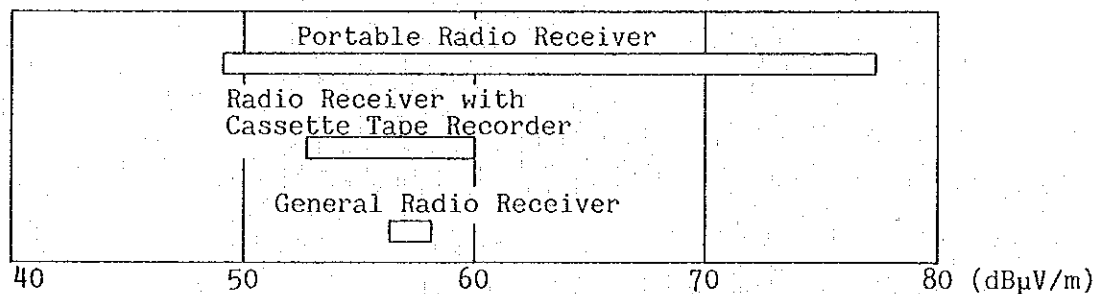 Portable Radio Receiver
Radio Receiver with
Cassette Tape Recorder
General Radio Receiver
40 50 60 70 80 (dBμV/m)